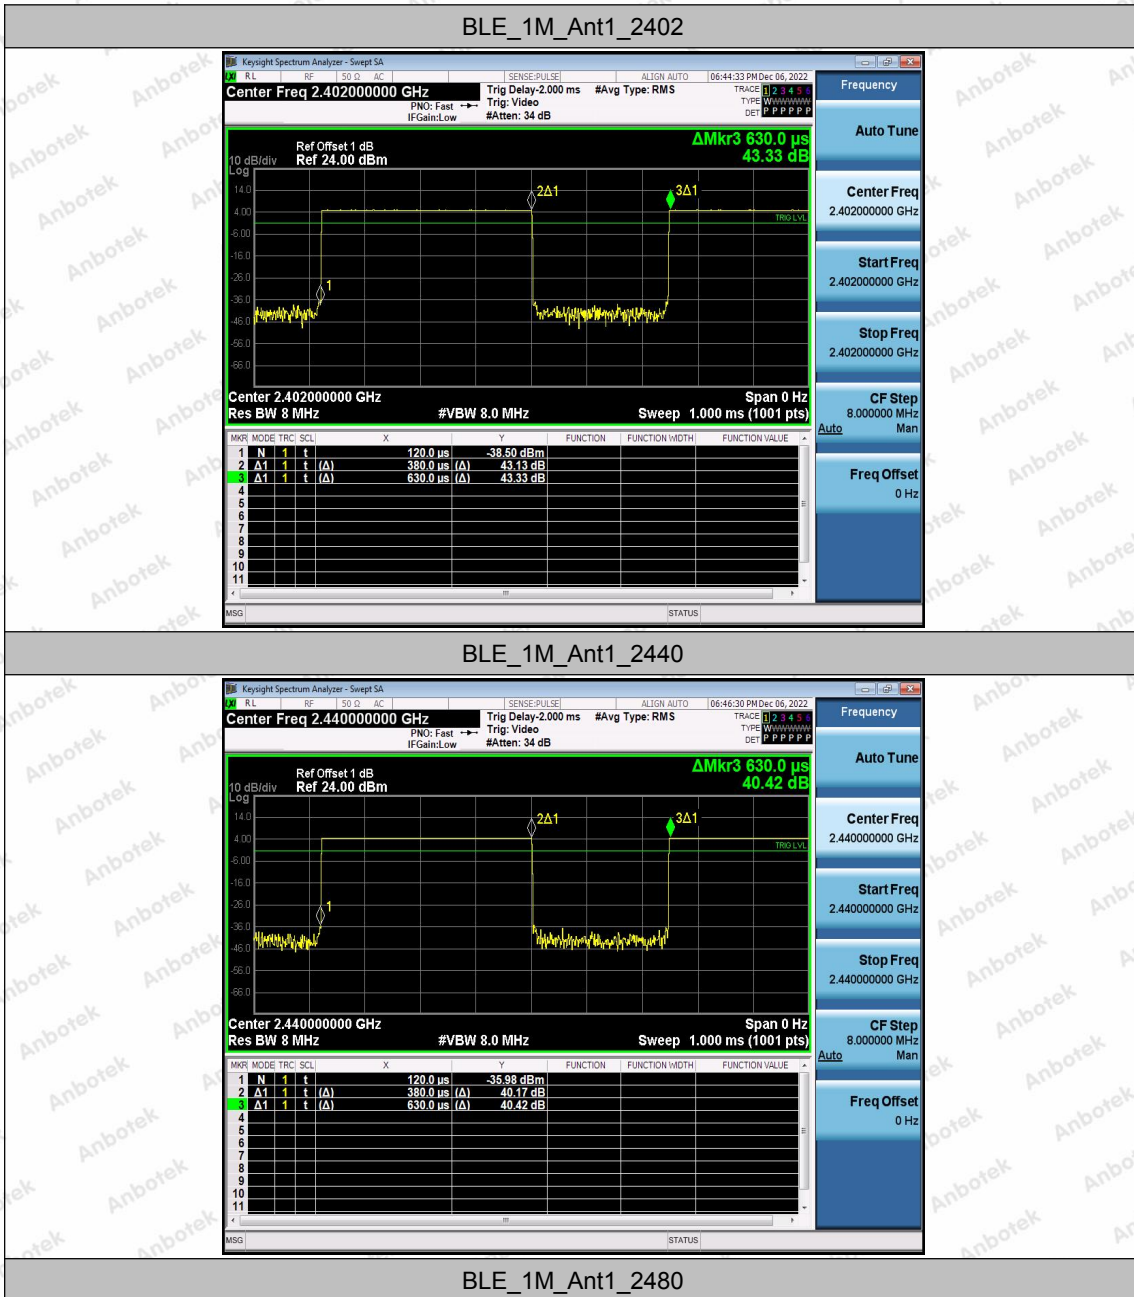 BLE_1M_Ant1_2402
Keysight Spectrum Analyzer - Swept SA
LXI RL RF 50 Ω AC SENSE:PULSE ALIGN AUTO 06:44:33 PM Dec 06, 2022
Center Freq 2.402000000 GHz
PNO: Fast
IFGain:Low
Trig Delay-2.000 ms
Trig: Video
#Atten: 34 dB
#Avg Type: RMS
TRACE 1 2 3 4 5 6
TYPE WWWWWW
DET P P P P P P
ΔMkr3 630.0 µs
43.33 dB
Ref Offset 1 dB
10 dB/div Ref 24.00 dBm
Log
14.0
4.00
-6.00
-16.0
-26.0
-36.0
-46.0
-56.0
-66.0
1
2Δ1
3Δ1
TRIG LVL
Center 2.402000000 GHz Span 0 Hz
Res BW 8 MHz #VBW 8.0 MHz Sweep 1.000 ms (1001 pts)
MKR MODE TRC SCL X Y FUNCTION FUNCTION WIDTH FUNCTION VALUE
1 N 1 t 120.0 µs -38.50 dBm
2 Δ1 1 t (Δ) 380.0 µs (Δ) 43.13 dB
3 Δ1 1 t (Δ) 630.0 µs (Δ) 43.33 dB
4
5
6
7
8
9
10
11
MSG STATUS
Frequency
Auto Tune
Center Freq
2.402000000 GHz
Start Freq
2.402000000 GHz
Stop Freq
2.402000000 GHz
CF Step
8.000000 MHz
Auto Man
Freq Offset
0 Hz
BLE_1M_Ant1_2440
Keysight Spectrum Analyzer - Swept SA
LXI RL RF 50 Ω AC SENSE:PULSE ALIGN AUTO 06:46:30 PM Dec 06, 2022
Center Freq 2.440000000 GHz
PNO: Fast
IFGain:Low
Trig Delay-2.000 ms
Trig: Video
#Atten: 34 dB
#Avg Type: RMS
TRACE 1 2 3 4 5 6
TYPE WWWWWW
DET P P P P P P
ΔMkr3 630.0 µs
40.42 dB
Ref Offset 1 dB
10 dB/div Ref 24.00 dBm
Log
14.0
4.00
-6.00
-16.0
-26.0
-36.0
-46.0
-56.0
-66.0
1
2Δ1
3Δ1
TRIG LVL
Center 2.440000000 GHz Span 0 Hz
Res BW 8 MHz #VBW 8.0 MHz Sweep 1.000 ms (1001 pts)
MKR MODE TRC SCL X Y FUNCTION FUNCTION WIDTH FUNCTION VALUE
1 N 1 t 120.0 µs -35.98 dBm
2 Δ1 1 t (Δ) 380.0 µs (Δ) 40.17 dB
3 Δ1 1 t (Δ) 630.0 µs (Δ) 40.42 dB
4
5
6
7
8
9
10
11
MSG STATUS
Frequency
Auto Tune
Center Freq
2.440000000 GHz
Start Freq
2.440000000 GHz
Stop Freq
2.440000000 GHz
CF Step
8.000000 MHz
Auto Man
Freq Offset
0 Hz
BLE_1M_Ant1_2480
Anbotek